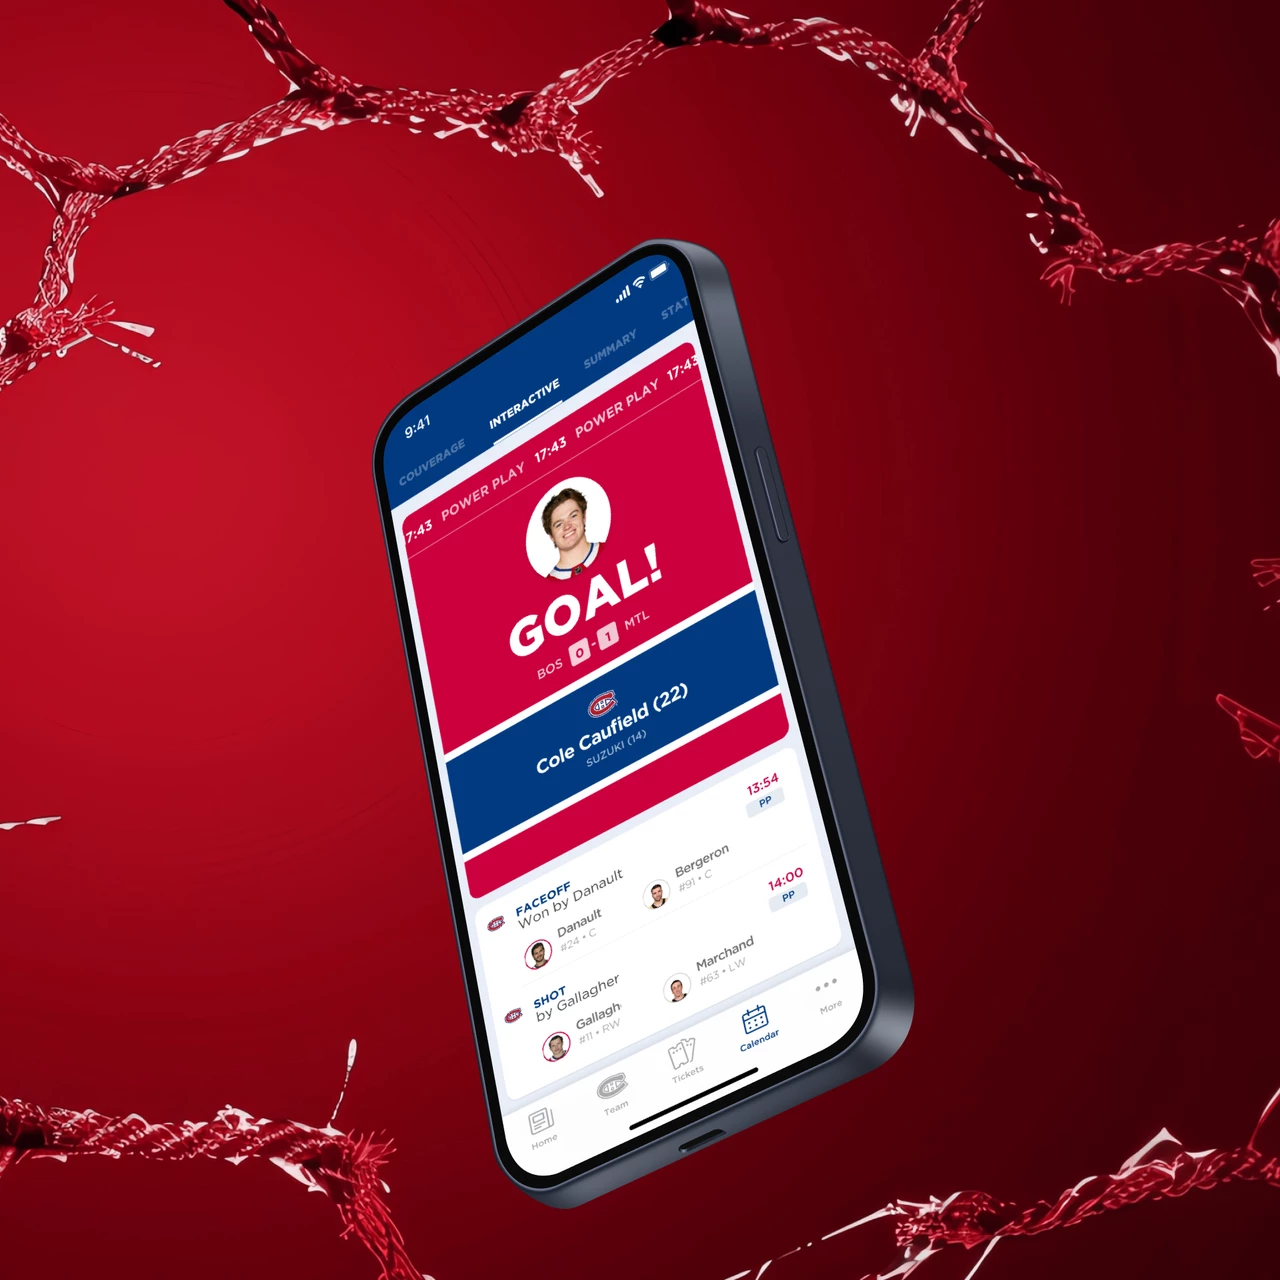 9:41
COUVERAGE INTERACTIVE SUMMARY STAT
7:43 POWER PLAY 17:43 POWER PLAY 17:43
GOAL!
BOS 0 - 1 MTL
Cole Caufield (22)
SUZUKI (14)
13:54
PP
FACEOFF
Won by Danault
Danault
#24 • C
Bergeron
#91 • C
14:00
PP
SHOT
by Gallagher
Gallagh
#11 • RW
Marchand
#63 • LW
Home
Team
Tickets
Calendar
More